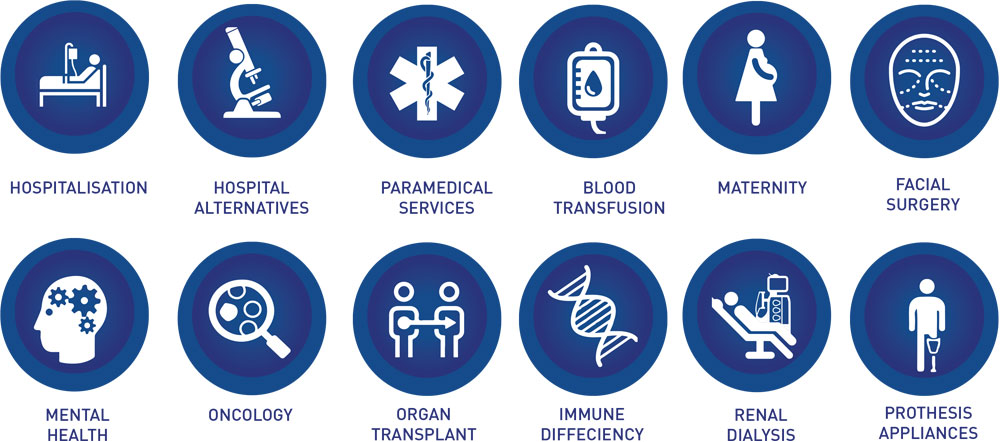 HOSPITALISATION
HOSPITAL
ALTERNATIVES
PARAMEDICAL
SERVICES
BLOOD
TRANSFUSION
MATERNITY
FACIAL
SURGERY
MENTAL
HEALTH
ONCOLOGY
ORGAN
TRANSPLANT
IMMUNE
DIFFECIENCY
RENAL
DIALYSIS
PROTHESIS
APPLIANCES